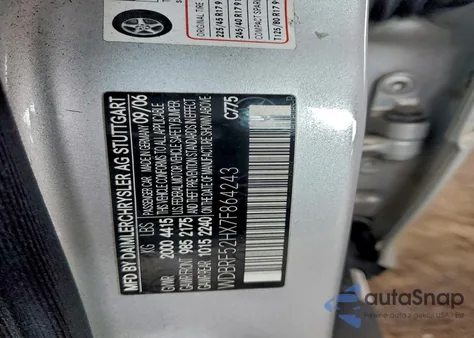 MFD BY DAIMLERCHRYSLER AG STUTTGART
PASSENGER CAR MADE IN GERMANY 09/06
KG LBS THIS VEHICLE CONFORMS TO ALL APPLICABLE
GVWR 2000 4415 U.S. FEDERAL MOTOR VEHICLE SAFETY BUMPER
GAWR FRONT 985 2175 AND THEFT PREVENTION STANDARDS IN EFFECT
GAWR REAR 1015 2240 ON THE DATE OF MANUFACTURE SHOWN ABOVE
C775
WDBRF52HX7F864243
ORIGINAL TIRE
225/45 R17 9
245/40 R17 9
COMPACT SPARE
T125/80 R17 9
autaSnap